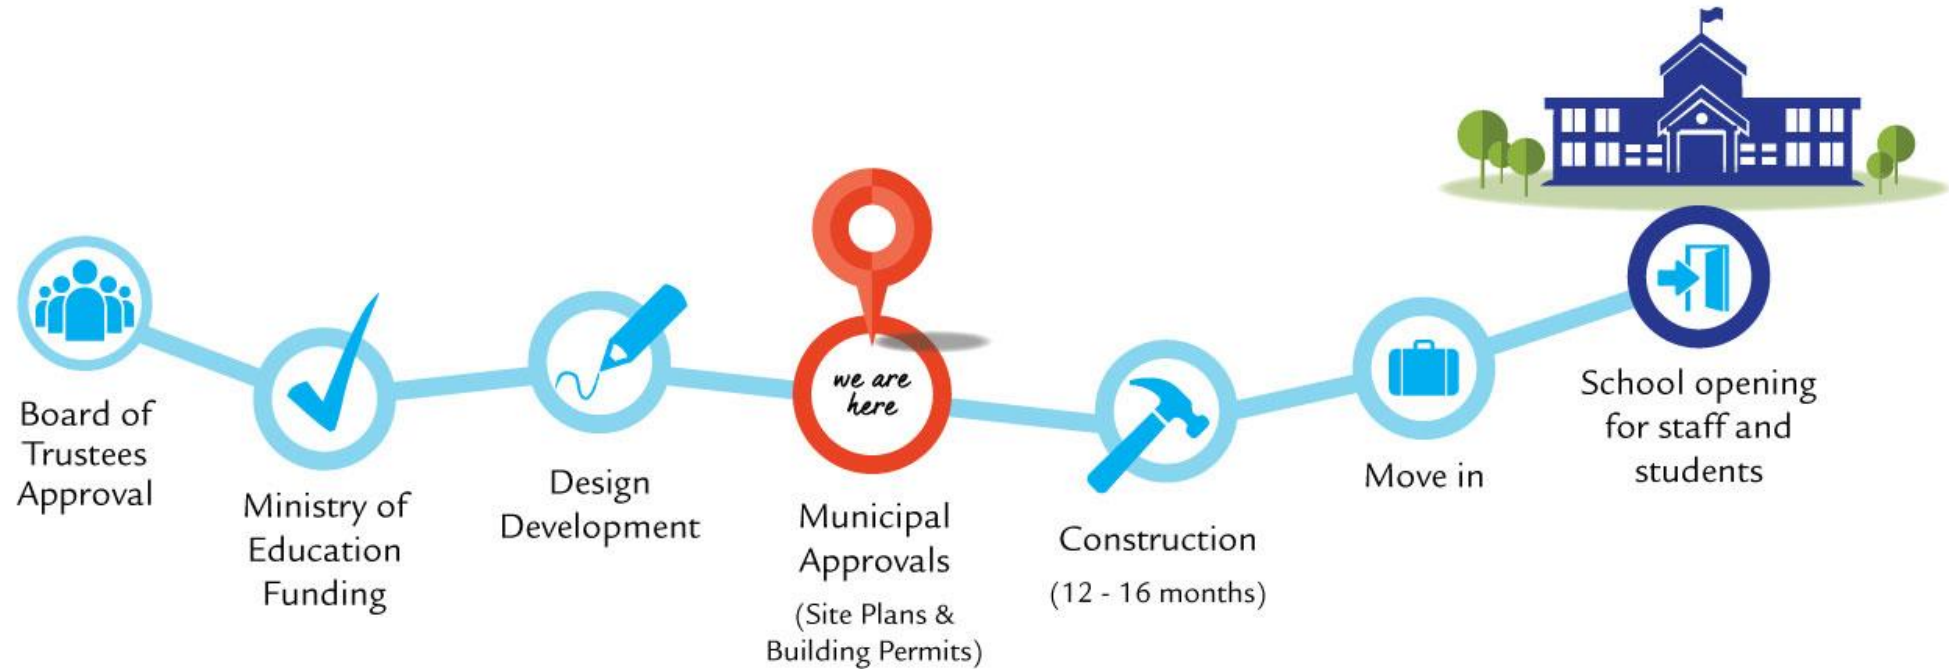 Board of
Trustees
Approval
Ministry of
Education
Funding
Design
Development
we are
here
Municipal
Approvals
(Site Plans &
Building Permits)
Construction
(12 - 16 months)
Move in
School opening
for staff and
students